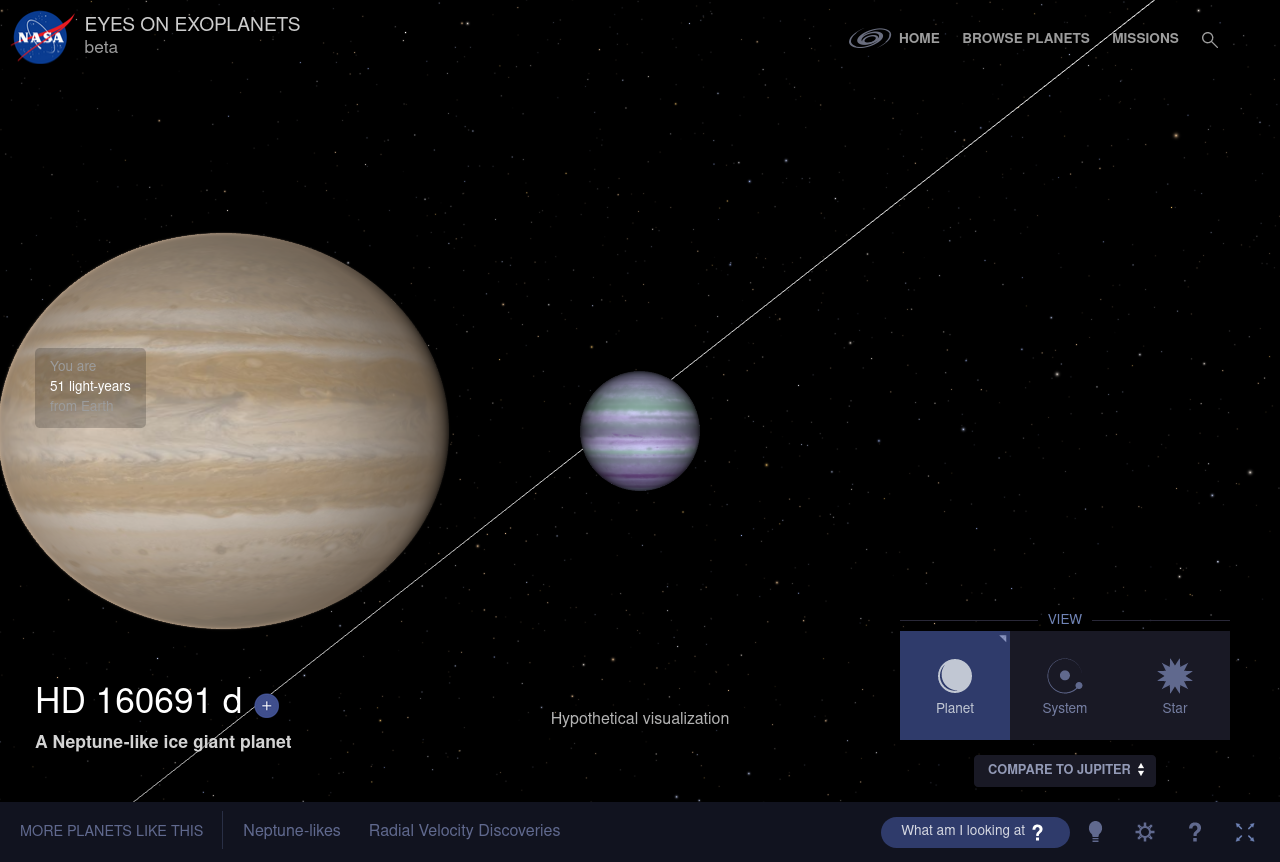 NASA
EYES ON EXOPLANETS
beta
HOME
BROWSE PLANETS
MISSIONS
You are
51 light-years
from Earth
HD 160691 d
A Neptune-like ice giant planet
Hypothetical visualization
VIEW
Planet
System
Star
COMPARE TO JUPITER
MORE PLANETS LIKE THIS
Neptune-likes
Radial Velocity Discoveries
What am I looking at ?
?